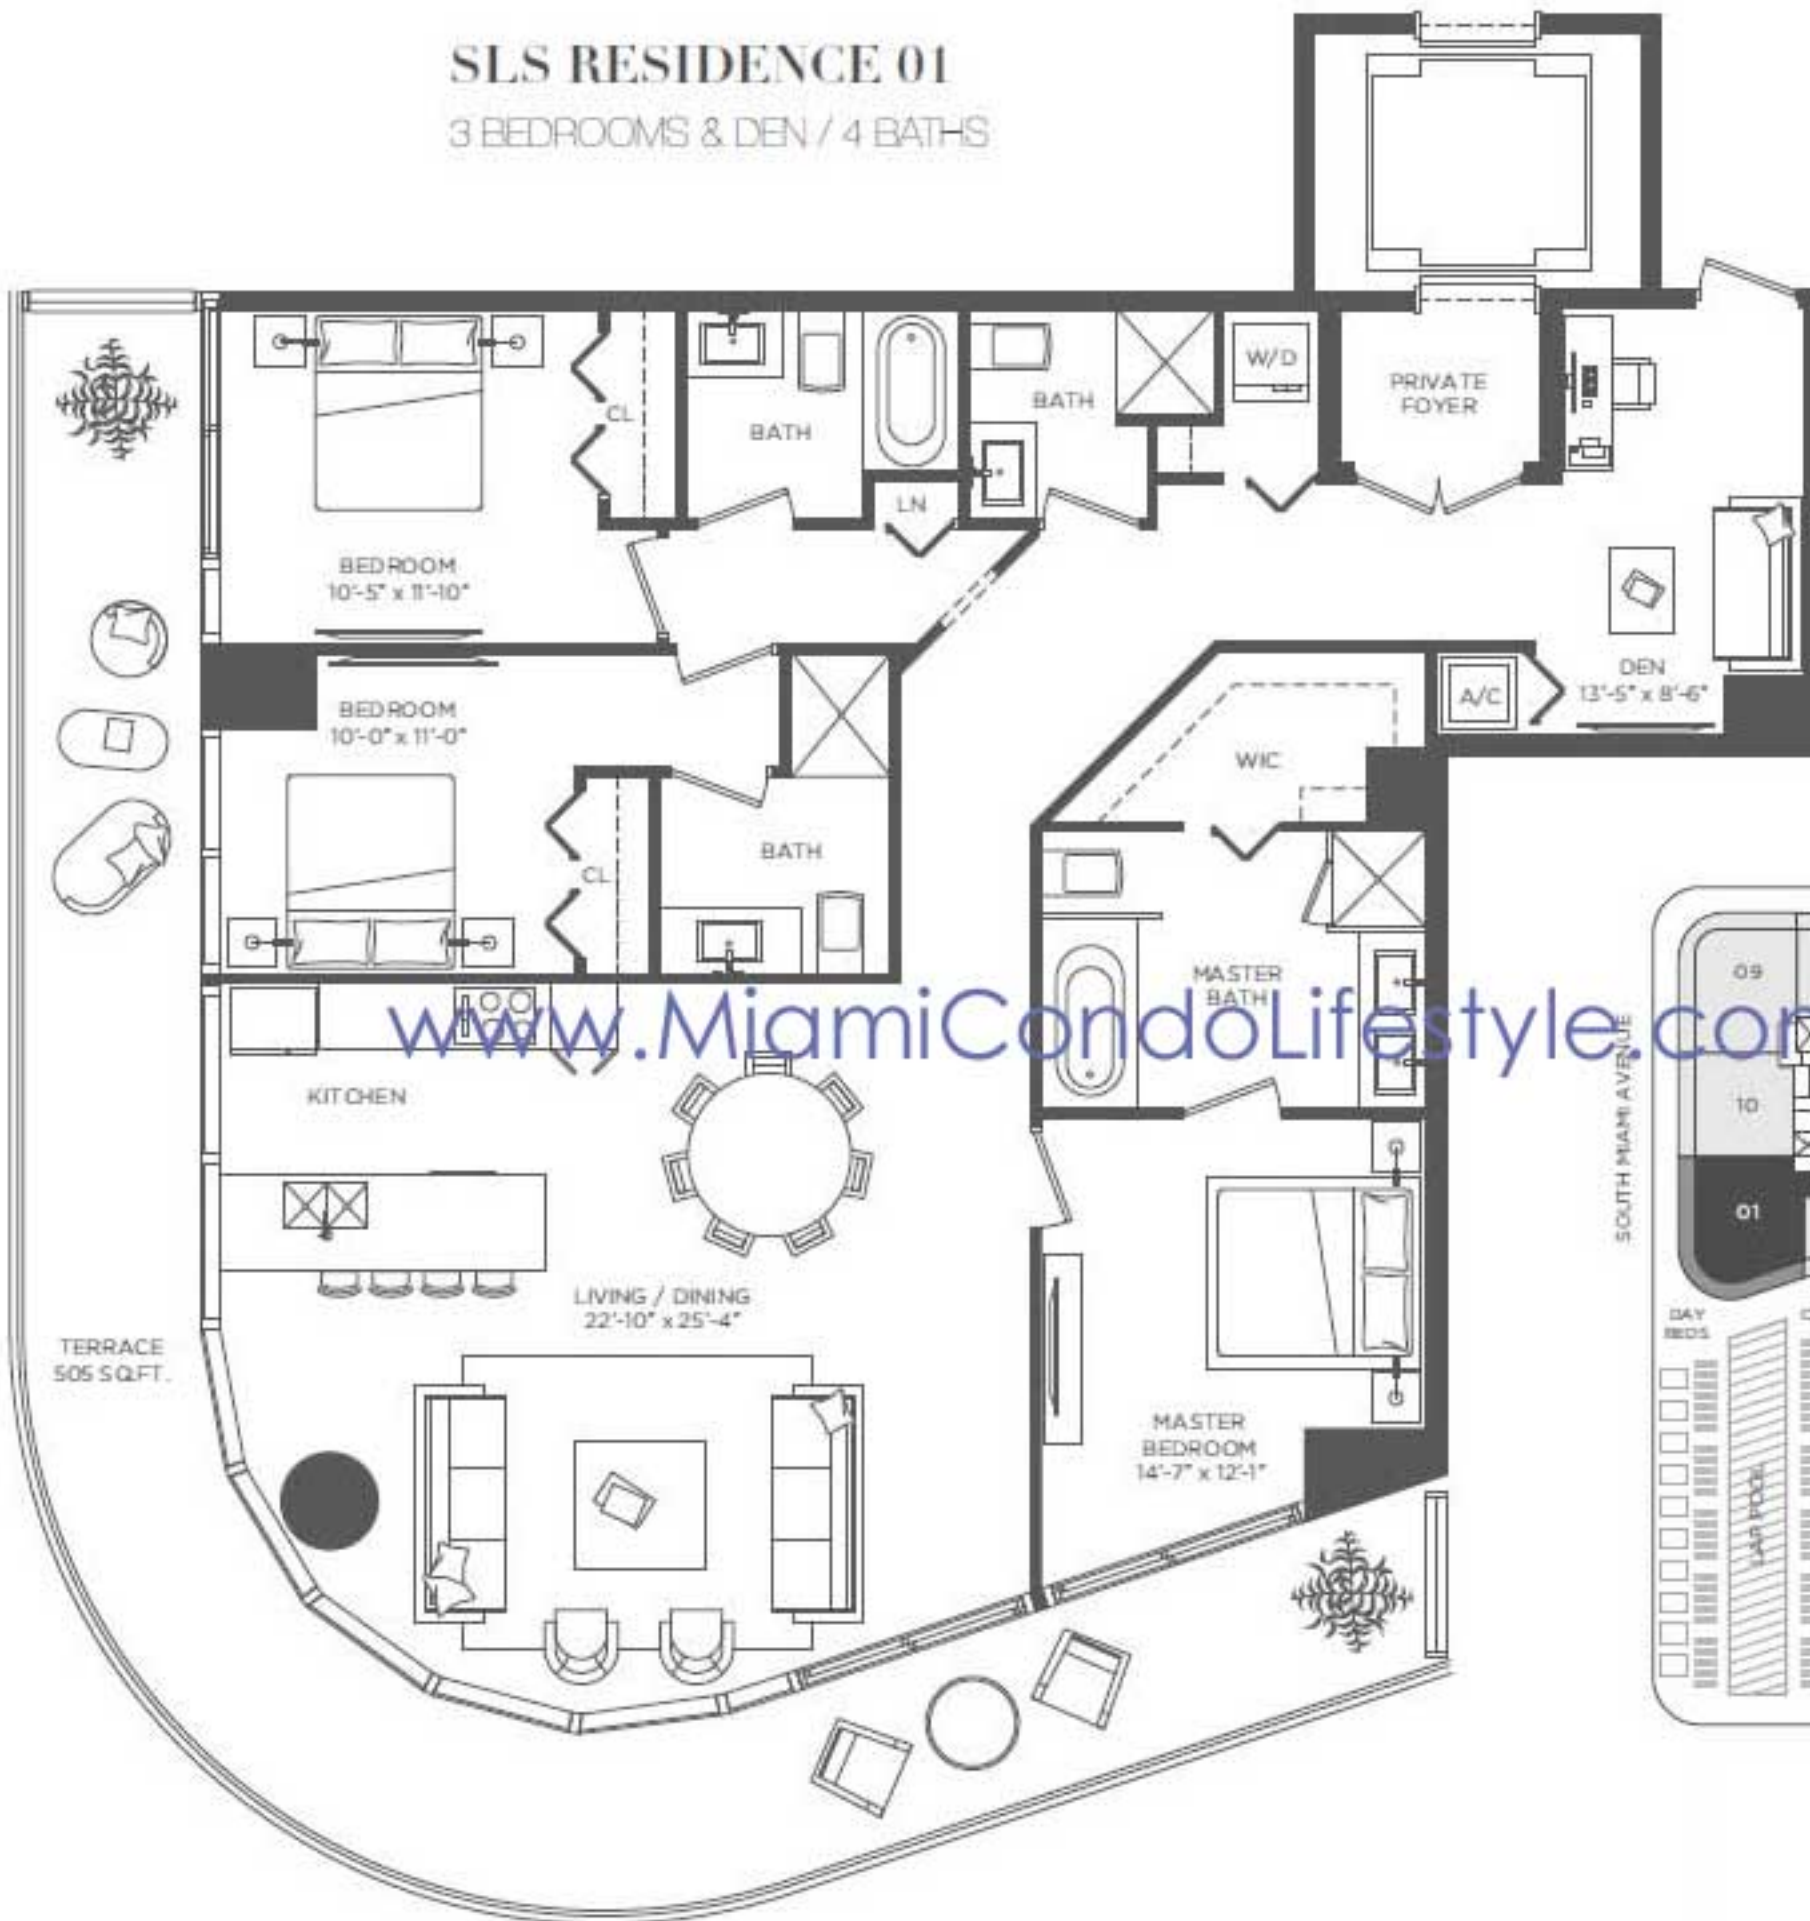 SLS RESIDENCE 01
3 BEDROOMS & DEN / 4 BATHS
W/D
PRIVATE
FOYER
BATH
CL
BATH
LN
BEDROOM
10'-5" x 11'-10"
DEN
13'-5" x 8'-6"
A/C
BEDROOM
10'-0" x 11'-0"
WIC
BATH
CL
MASTER
BATH
www.MiamiCondoLifestyle.co
KITCHEN
LIVING / DINING
22'-10" x 25'-4"
TERRACE
505 SQ.FT.
MASTER
BEDROOM
14'-7" x 12'-1"
SOUTH MIAMI AVENUE
09
10
01
DAY
BEDS
LAP POOL